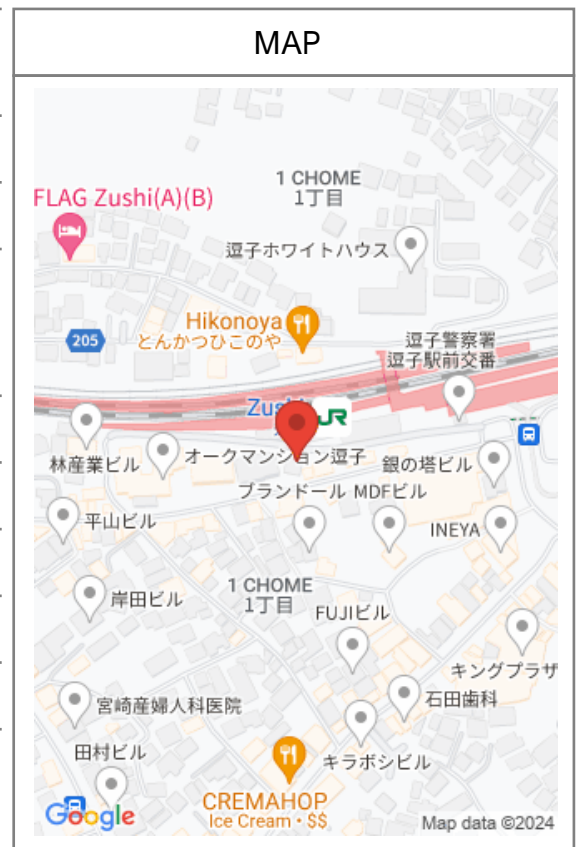 MAP
1 CHOME
1丁目
FLAG Zushi(A)(B)
逗子ホワイトハウス
Hikonoya
とんかつひこのや
205
逗子警察署
逗子駅前交番
JR
林産業ビル
オークマンション逗子
銀の塔ビル
ブランドール MDFビル
平山ビル
INEYA
1 CHOME
1丁目
岸田ビル
FUJIビル
キングプラザ
宮崎産婦人科医院
石田歯科
田村ビル
キラボシビル
CREMAHOP
Ice Cream • $$
Google
Map data ©2024